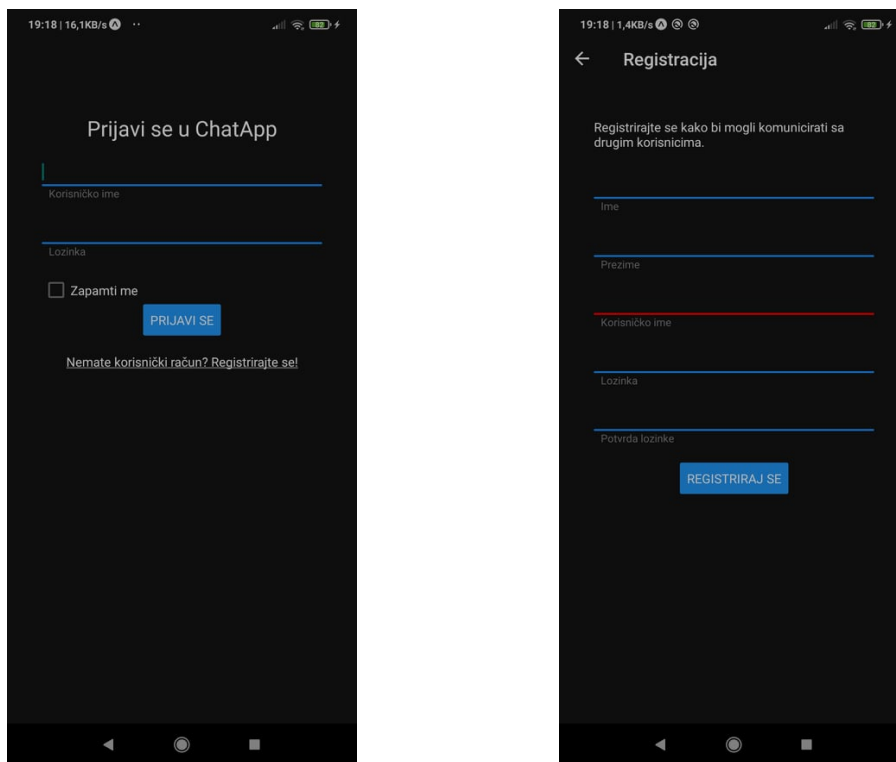 19:18 | 16,1KB/s
Prijavi se u ChatApp
Korisničko ime
Lozinka
Zapamti me
PRIJAVI SE
Nemate korisnički račun? Registrirajte se!
19:18 | 1,4KB/s
Registracija
Registrirajte se kako bi mogli komunicirati sa
drugim korisnicima.
Ime
Prezime
Korisničko ime
Lozinka
Potvrda lozinke
REGISTRIRAJ SE